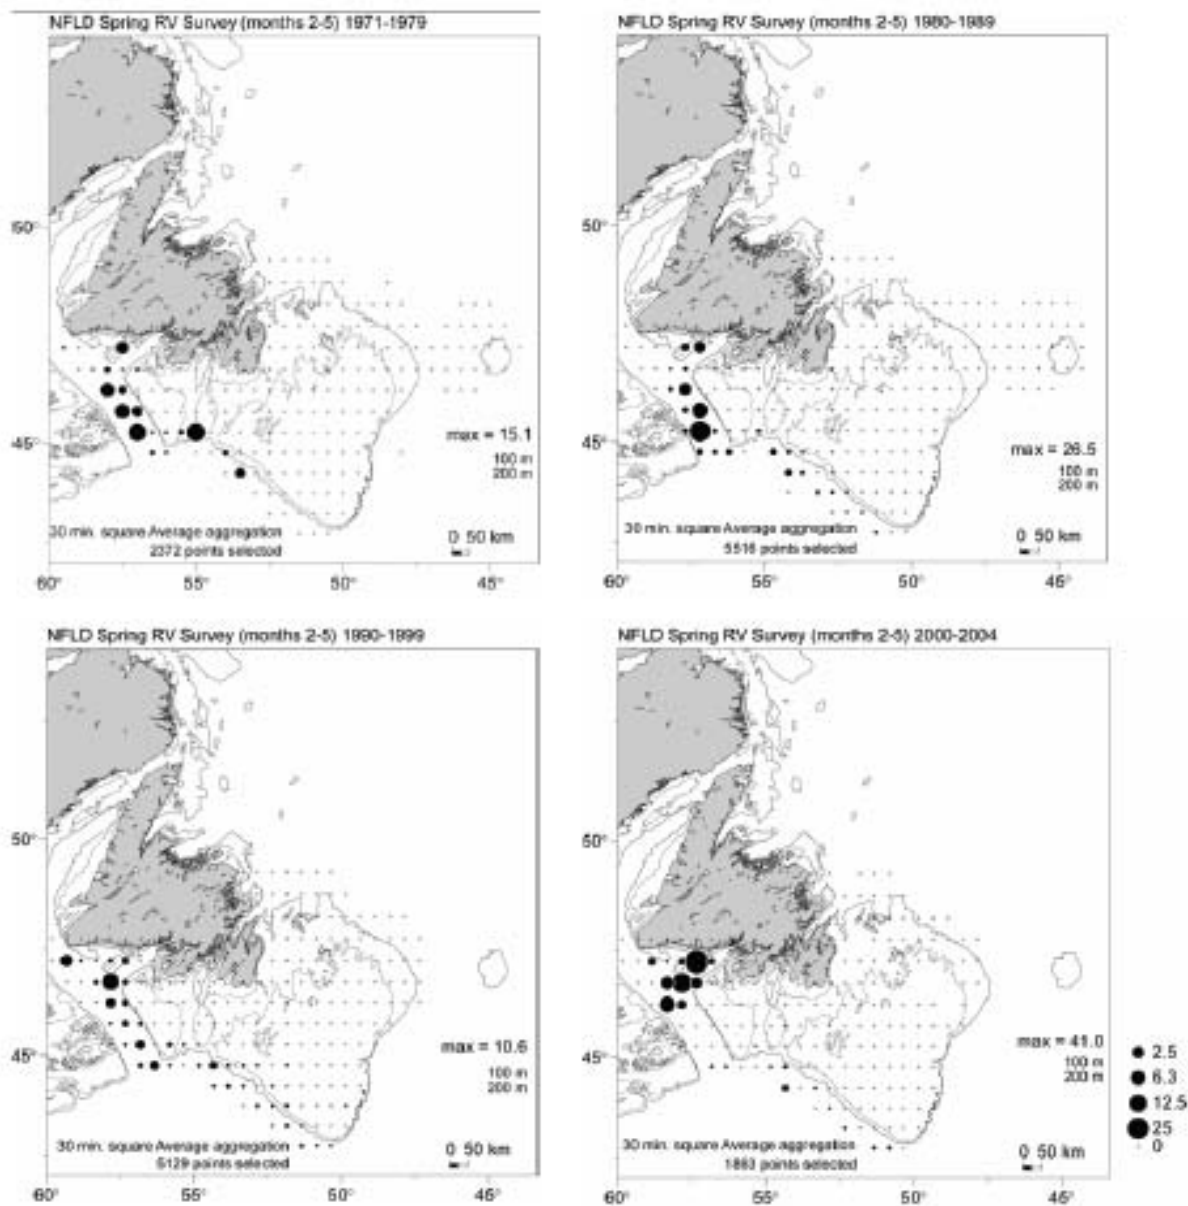 NFLD Spring RV Survey (months 2-5) 1971-1979
50°
45°
max = 15.1
100 m
200 m
30 min. square Average aggregation
2372 points selected
0 50 km
60° 55° 50° 45°
NFLD Spring RV Survey (months 2-5) 1980-1989
50°
45°
max = 26.5
100 m
200 m
30 min. square Average aggregation
5516 points selected
0 50 km
60° 55° 50° 45°
NFLD Spring RV Survey (months 2-5) 1990-1999
50°
45°
max = 10.6
100 m
200 m
30 min. square Average aggregation
points selected
0 50 km
60° 55° 50° 45°
NFLD Spring RV Survey (months 2-5) 2000-2004
50°
45°
max = 41.0
100 m
200 m
30 min. square Average aggregation
points selected
0 50 km
60° 55° 50° 45°
2.5
6.3
12.5
25
0